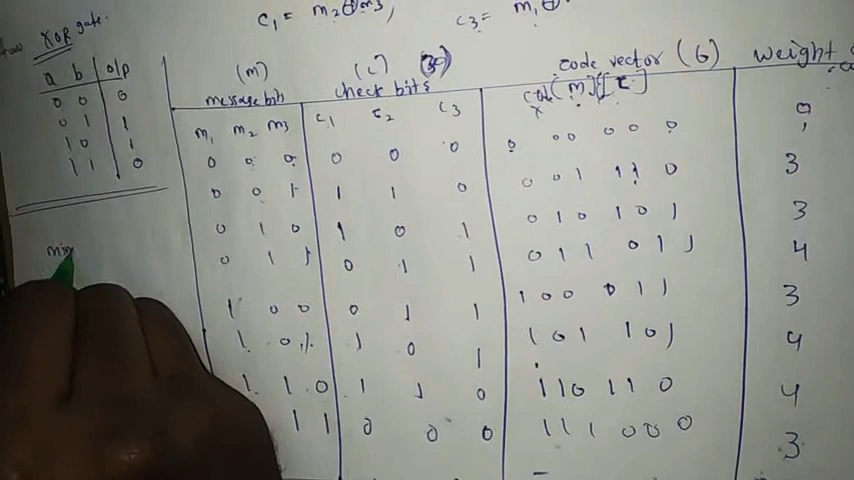 XOR gate.
C1 = m2⊕m3, C3 = m1⊕
a b o/p
0 0 0
0 1 1
1 0 1
1 1 0
min
(m) (C) code vector (G) weight
message bits check bits [m][C]
m1 m2 m3 C1 C2 C3
0 0 0 0 0 0 0 0 0 0 0 0 0
0 0 1 1 1 0 0 0 1 1 1 0 3
0 1 0 1 0 1 0 1 0 1 0 1 3
0 1 1 0 1 1 0 1 1 0 1 1 4
1 0 0 0 1 1 1 0 0 0 1 1 3
1 0 1 1 0 1 1 0 1 1 0 1 4
1 1 0 1 1 0 1 1 0 1 1 0 4
1 1 0 0 0 1 1 1 0 0 0 3